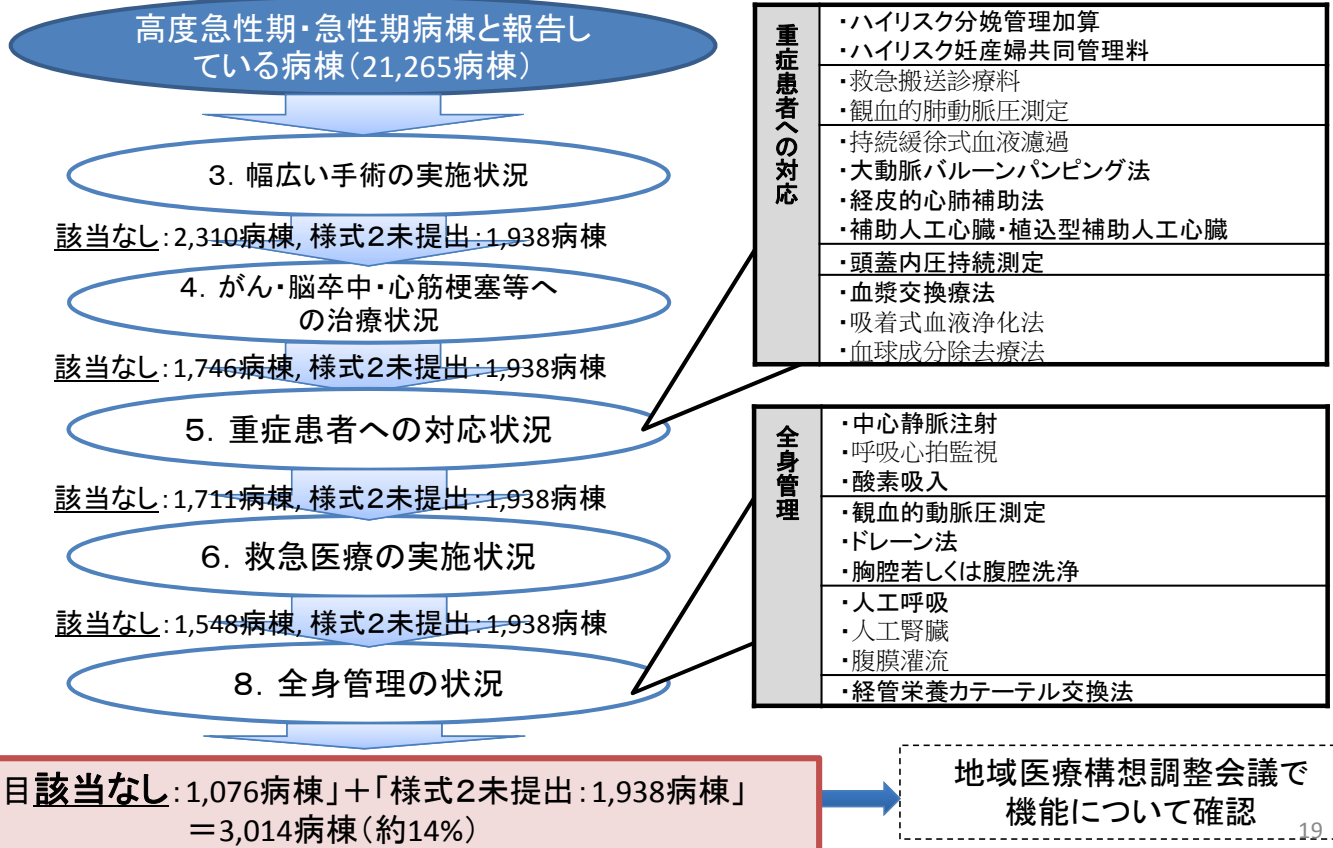 高度急性期・急性期病棟と報告し
ている病棟（21,265病棟）
3．幅広い手術の実施状況
該当なし：2,310病棟, 様式２未提出：1,938病棟
4．がん・脳卒中・心筋梗塞等へ
の治療状況
該当なし：1,746病棟, 様式２未提出：1,938病棟
5．重症患者への対応状況
該当なし：1,711病棟, 様式２未提出：1,938病棟
6．救急医療の実施状況
該当なし：1,548病棟, 様式２未提出：1,938病棟
8．全身管理の状況
目該当なし：1,076病棟」＋「様式２未提出：1,938病棟」
＝3,014病棟（約14%）
重症患者への対応
・ハイリスク分娩管理加算
・ハイリスク妊産婦共同管理料
・救急搬送診療料
・観血的肺動脈圧測定
・持続緩徐式血液濾過
・大動脈バルーンパンピング法
・経皮的心肺補助法
・補助人工心臓・植込型補助人工心臓
・頭蓋内圧持続測定
・血漿交換療法
・吸着式血液浄化法
・血球成分除去療法
全身管理
・中心静脈注射
・呼吸心拍監視
・酸素吸入
・観血的動脈圧測定
・ドレーン法
・胸腔若しくは腹腔洗浄
・人工呼吸
・人工腎臓
・腹膜灌流
・経管栄養カテーテル交換法
地域医療構想調整会議で
機能について確認
19